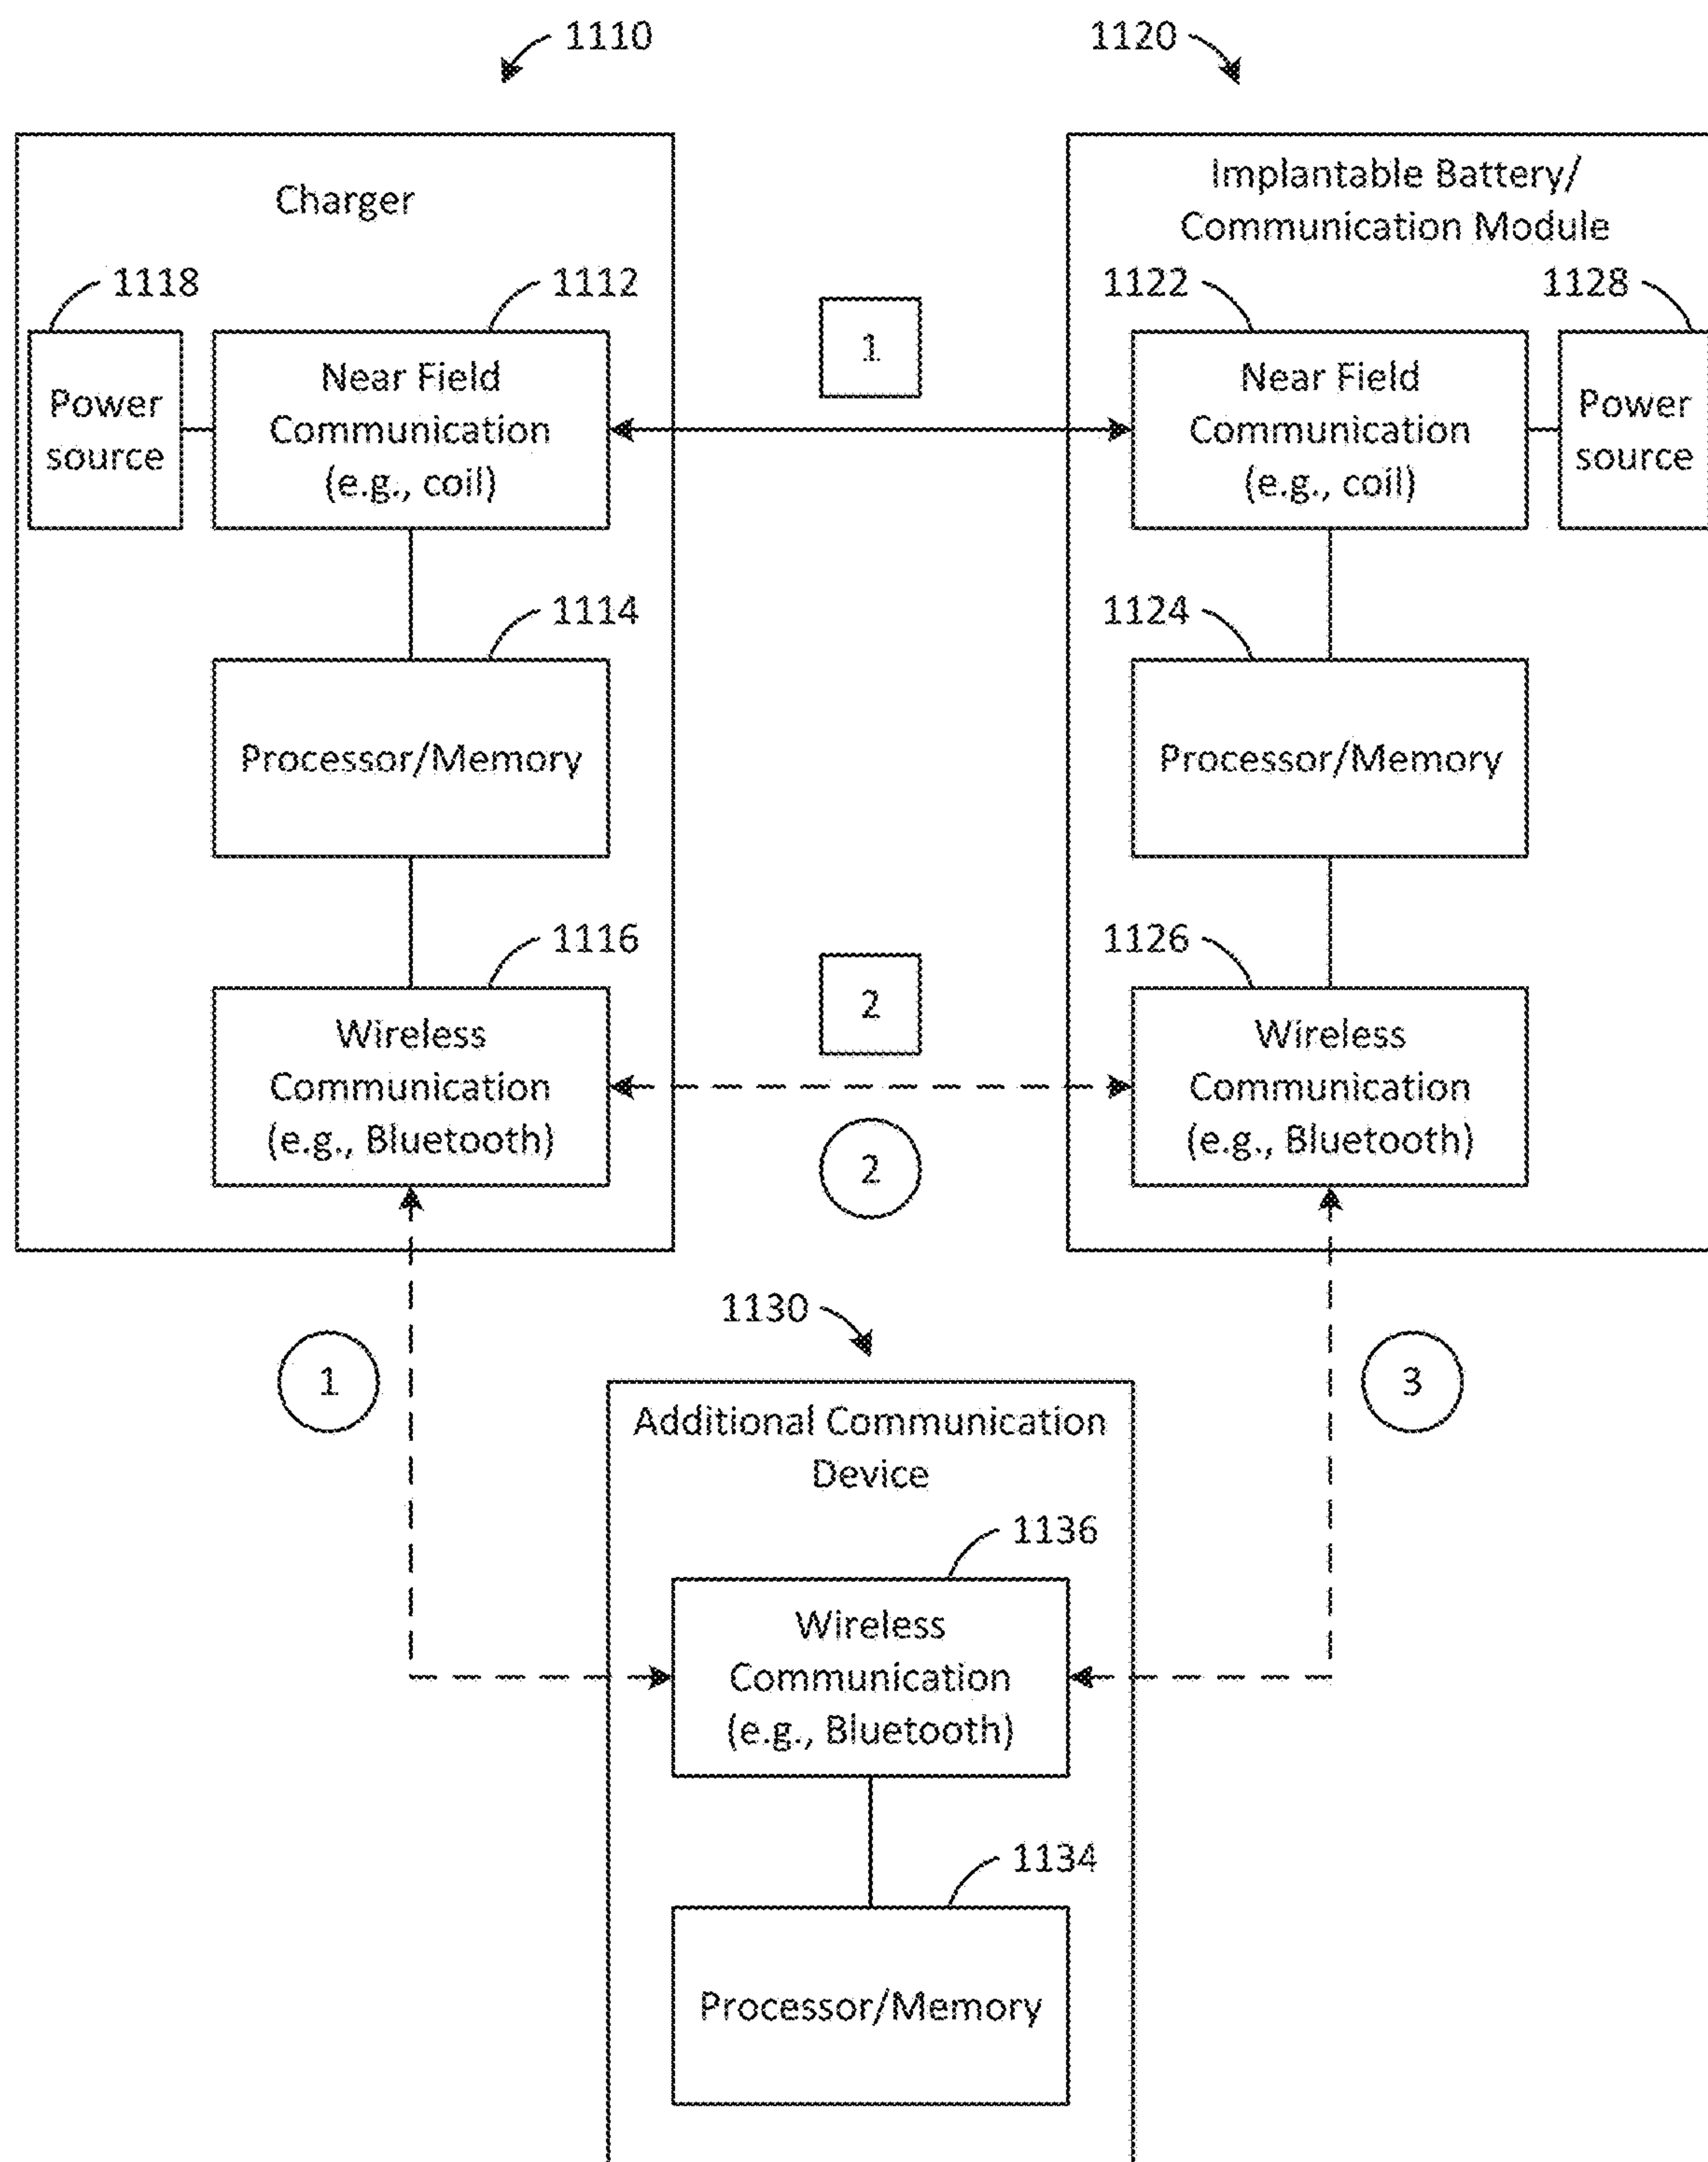 1110
1120
Charger
Implantable Battery/
Communication Module
1118
1112
1122
1128
1
Power
source
Near Field
Communication
(e.g., coil)
Near Field
Communication
(e.g., coil)
Power
source
1114
1124
Processor/Memory
Processor/Memory
1116
1126
2
Wireless
Communication
(e.g., Bluetooth)
Wireless
Communication
(e.g., Bluetooth)
2
1130
1
3
Additional Communication
Device
1136
Wireless
Communication
(e.g., Bluetooth)
1134
Processor/Memory